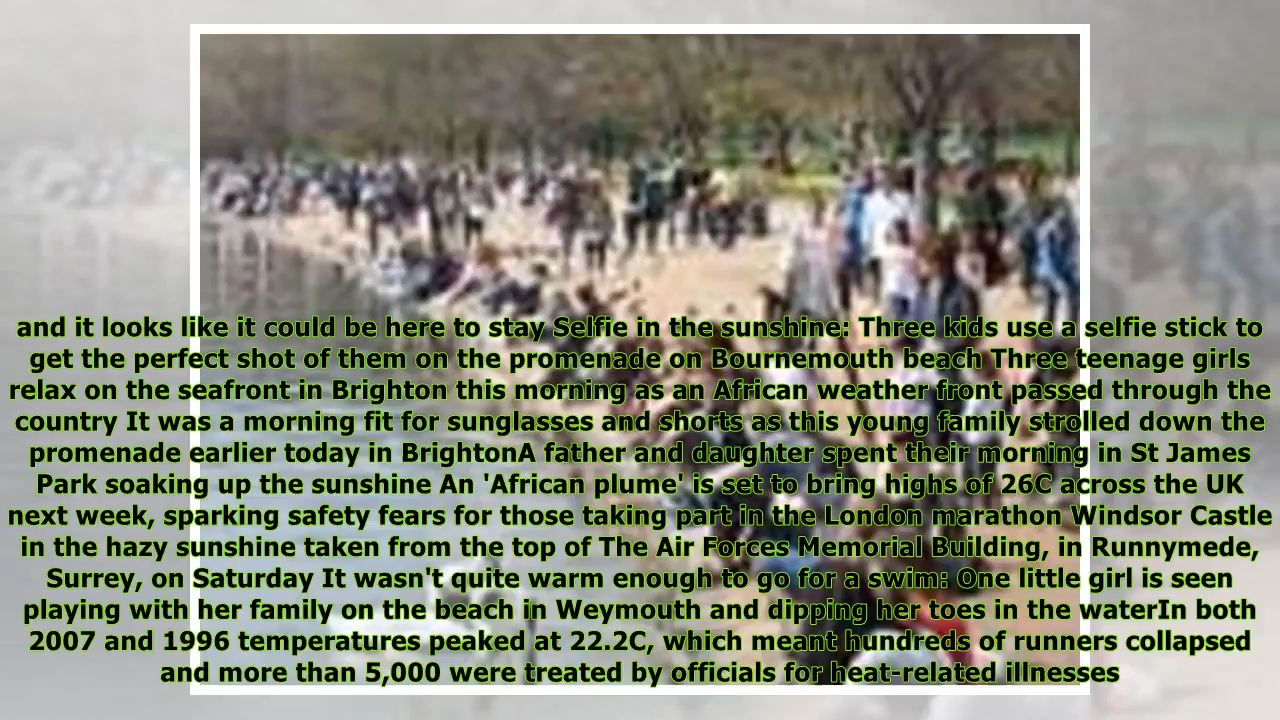 and it looks like it could be here to stay Selfie in the sunshine: Three kids use a selfie stick to
get the perfect shot of them on the promenade on Bournemouth beach Three teenage girls
relax on the seafront in Brighton this morning as an African weather front passed through the
country It was a morning fit for sunglasses and shorts as this young family strolled down the
promenade earlier today in BrightonA father and daughter spent their morning in St James
Park soaking up the sunshine An 'African plume' is set to bring highs of 26C across the UK
next week, sparking safety fears for those taking part in the London marathon Windsor Castle
in the hazy sunshine taken from the top of The Air Forces Memorial Building, in Runnymede,
Surrey, on Saturday It wasn't quite warm enough to go for a swim: One little girl is seen
playing with her family on the beach in Weymouth and dipping her toes in the waterIn both
2007 and 1996 temperatures peaked at 22.2C, which meant hundreds of runners collapsed
and more than 5,000 were treated by officials for heat-related illnesses